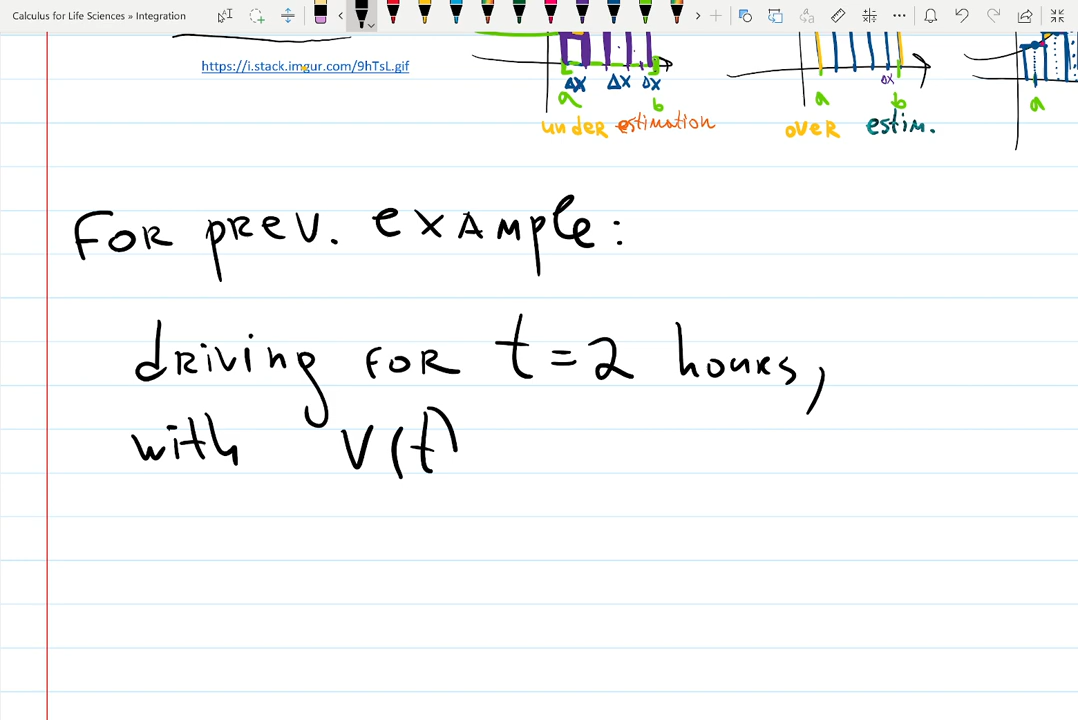 Calculus for Life Sciences » Integration
https://i.stack.imgur.com/9hTsL.gif
Δx Δx Δx
a b
under estimation
Δx
a b
over estim.
a
For prev. example:
driving for t = 2 hours,
with v(t)